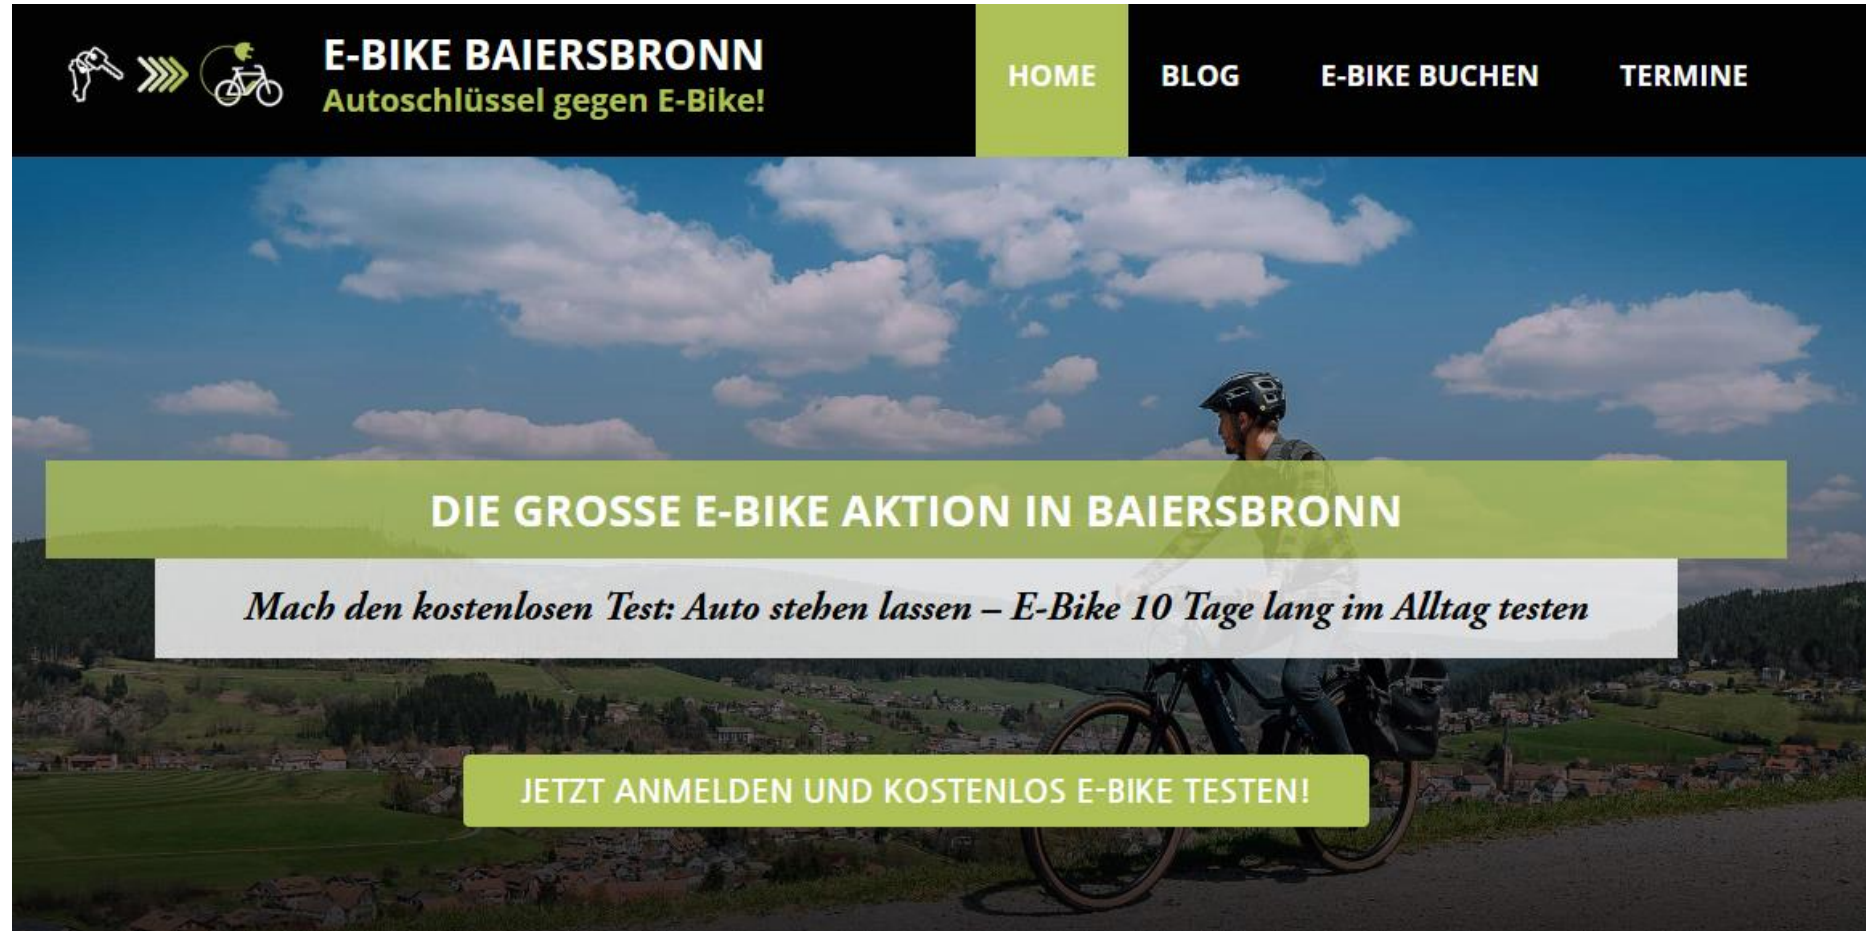 E-BIKE BAIERSBRONN
Autoschlüssel gegen E-Bike!
HOME
BLOG
E-BIKE BUCHEN
TERMINE
DIE GROSSE E-BIKE AKTION IN BAIERSBRONN
Mach den kostenlosen Test: Auto stehen lassen – E-Bike 10 Tage lang im Alltag testen
JETZT ANMELDEN UND KOSTENLOS E-BIKE TESTEN!